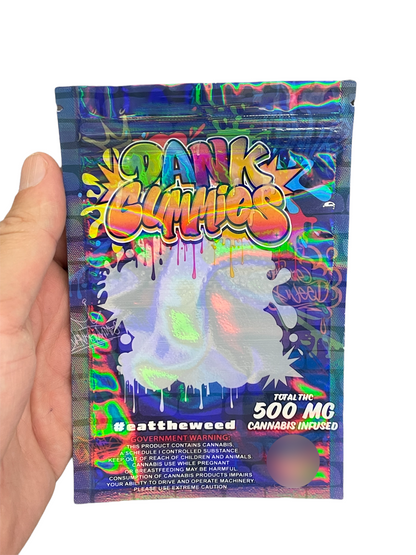 DANK
GUMMIES
TOTAL THC
500 MG
CANNABIS INFUSED
#eattheweed
GOVERNMENT WARNING:
THIS PRODUCT CONTAINS CANNABIS,
A SCHEDULE I CONTROLLED SUBSTANCE.
KEEP OUT OF REACH OF CHILDREN AND ANIMALS
CANNABIS USE WHILE PREGNANT
OR BREASTFEEDING MAY BE HARMFUL
CONSUMPTION OF CANNABIS PRODUCTS IMPAIRS
YOUR ABILITY TO DRIVE AND OPERATE MACHINERY.
PLEASE USE EXTREME CAUTION